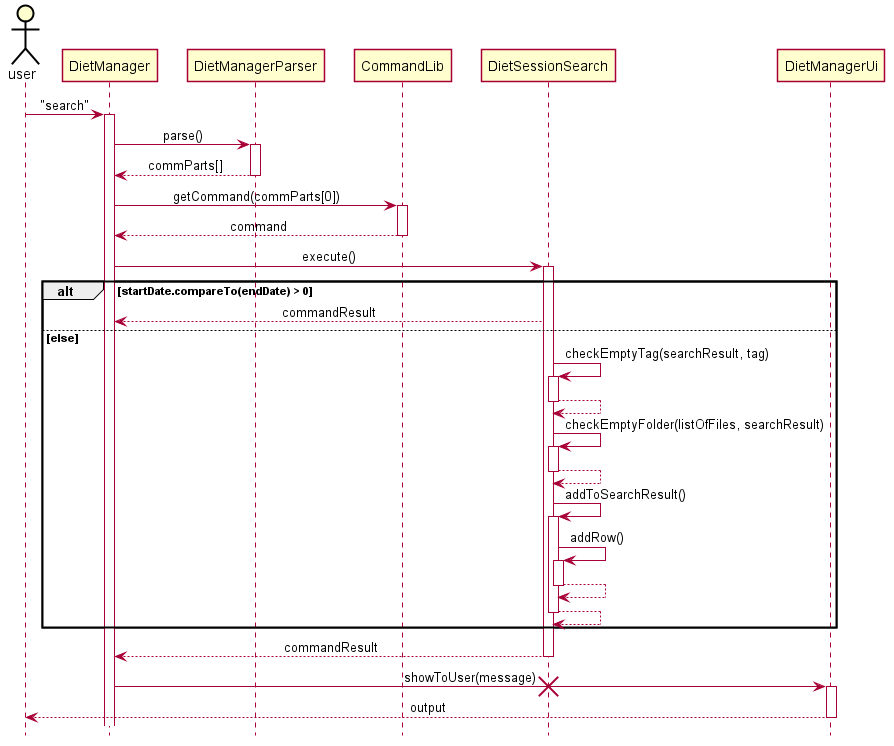 user
DietManager
DietManagerParser
CommandLib
DietSessionSearch
DietManagerUi
"search"
parse()
commParts[]
getCommand(commParts[0])
command
execute()
alt
[startDate.compareTo(endDate) > 0]
commandResult
[else]
checkEmptyTag(searchResult, tag)
checkEmptyFolder(listOfFiles, searchResult)
addToSearchResult()
addRow()
commandResult
showToUser(message)
output